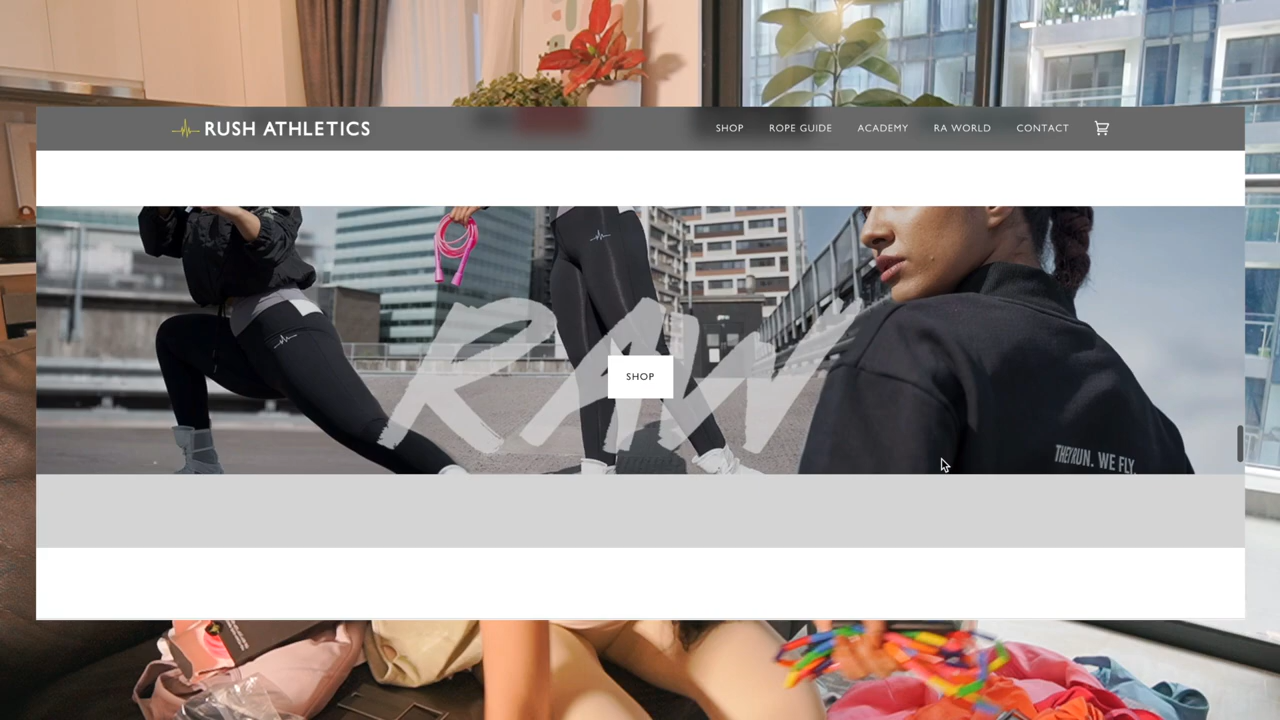 RUSH ATHLETICS
SHOP
ROPE GUIDE
ACADEMY
RA WORLD
CONTACT
RAW
SHOP
THEY RUN. WE FLY.